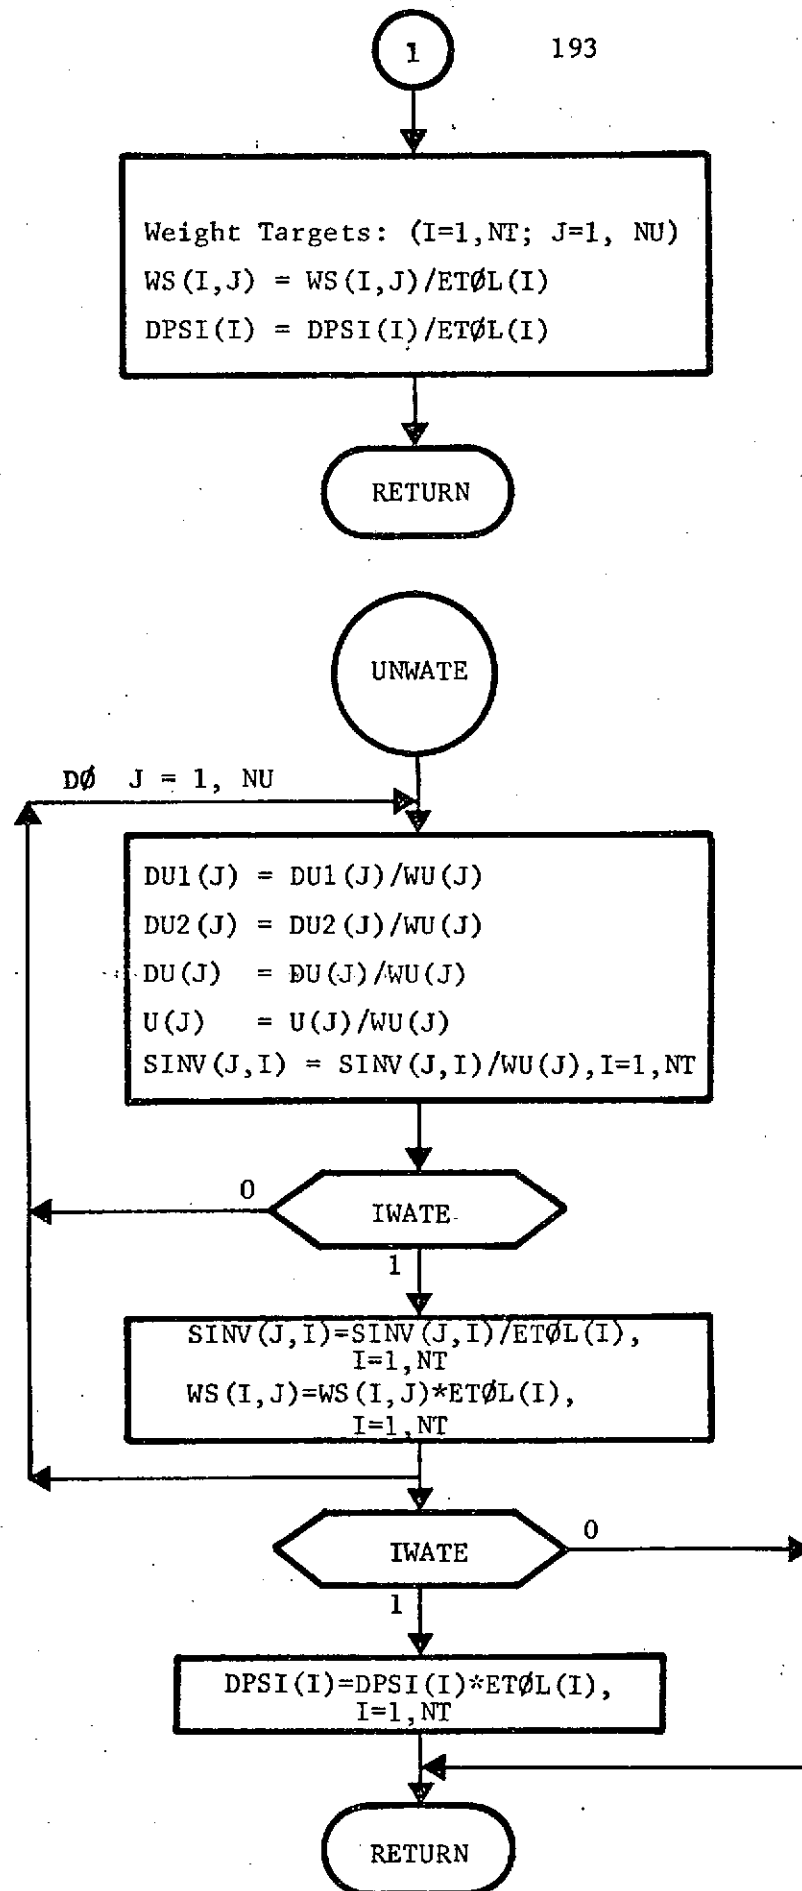 1
193
Weight Targets: (I=1,NT; J=1, NU)
WS(I,J) = WS(I,J)/ETØL(I)
DPSI(I) = DPSI(I)/ETØL(I)
RETURN
UNWATE
DØ J = 1, NU
DU1(J) = DU1(J)/WU(J)
DU2(J) = DU2(J)/WU(J)
DU(J) = DU(J)/WU(J)
U(J) = U(J)/WU(J)
SINV(J,I) = SINV(J,I)/WU(J),I=1,NT
0
IWATE
1
SINV(J,I)=SINV(J,I)/ETØL(I),
I=1,NT
WS(I,J)=WS(I,J)*ETØL(I),
I=1,NT
IWATE
0
1
DPSI(I)=DPSI(I)*ETØL(I),
I=1,NT
RETURN